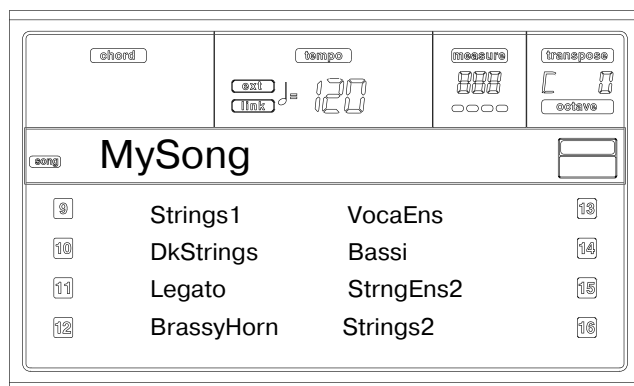 chord tempo measure transpose
ext ♩= 120 888 C 0
link octave
song MySong
9 Strings1 VocaEns 13
10 DkStrings Bassi 14
11 Legato StrngEns2 15
12 BrassyHorn Strings2 16